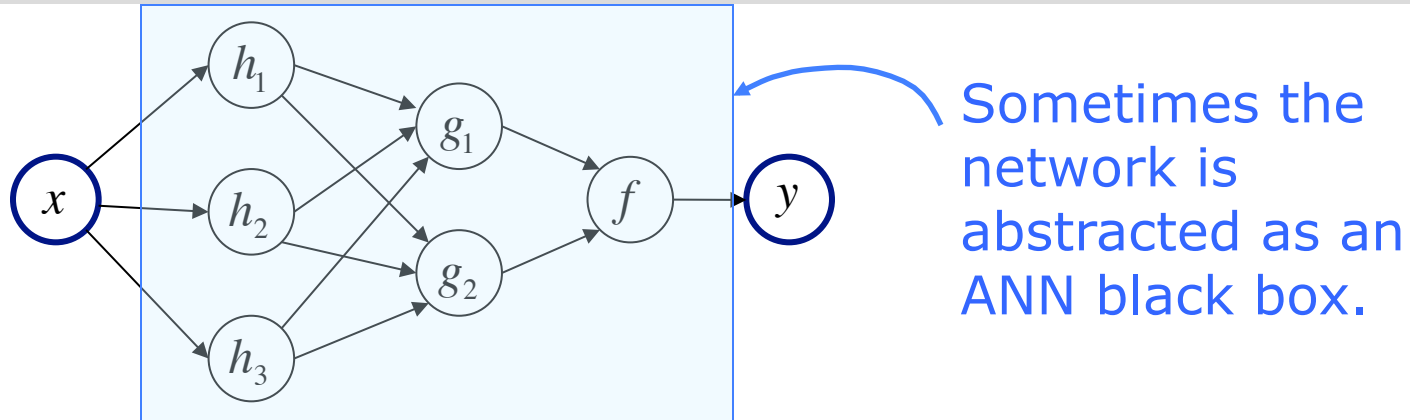 h₁
g₁
x
h₂
f
y
g₂
h₃
Sometimes the
network is
abstracted as an
ANN black box.